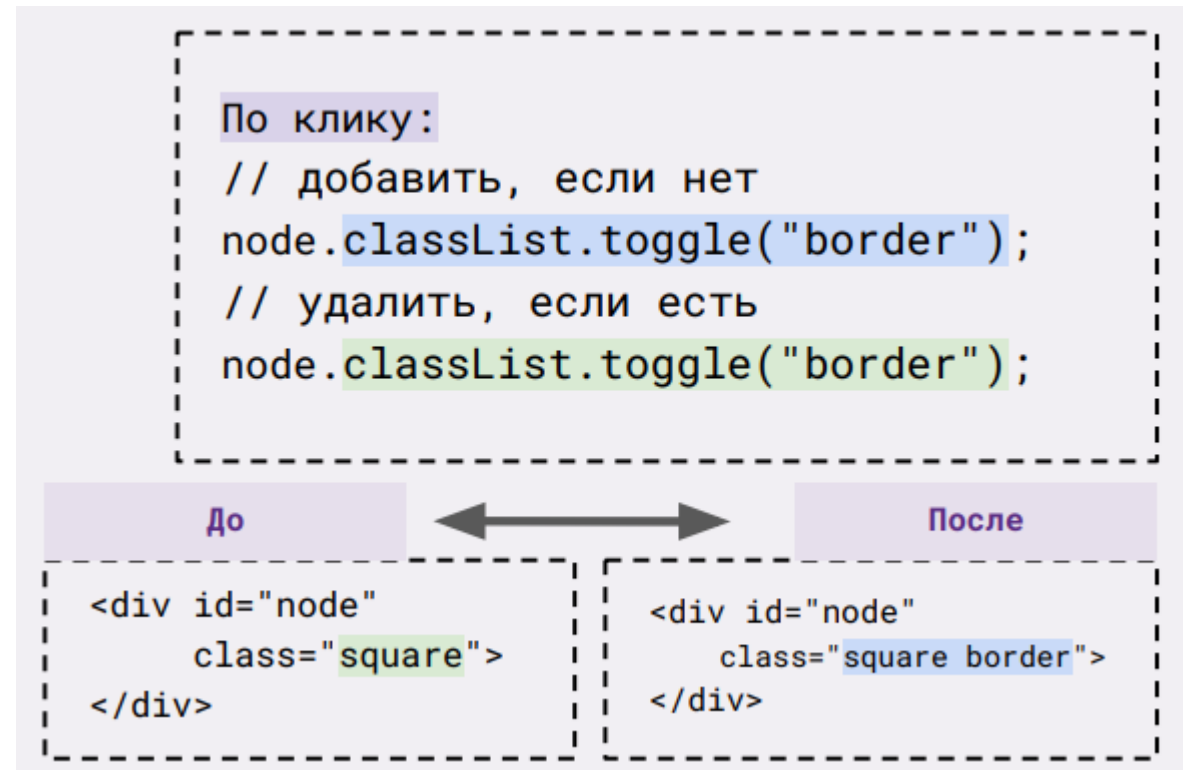 По клику:
// добавить, если нет
node.classList.toggle("border");
// удалить, если есть
node.classList.toggle("border");
До
После
<div id="node"
class="square">
</div>
<div id="node"
class="square border">
</div>